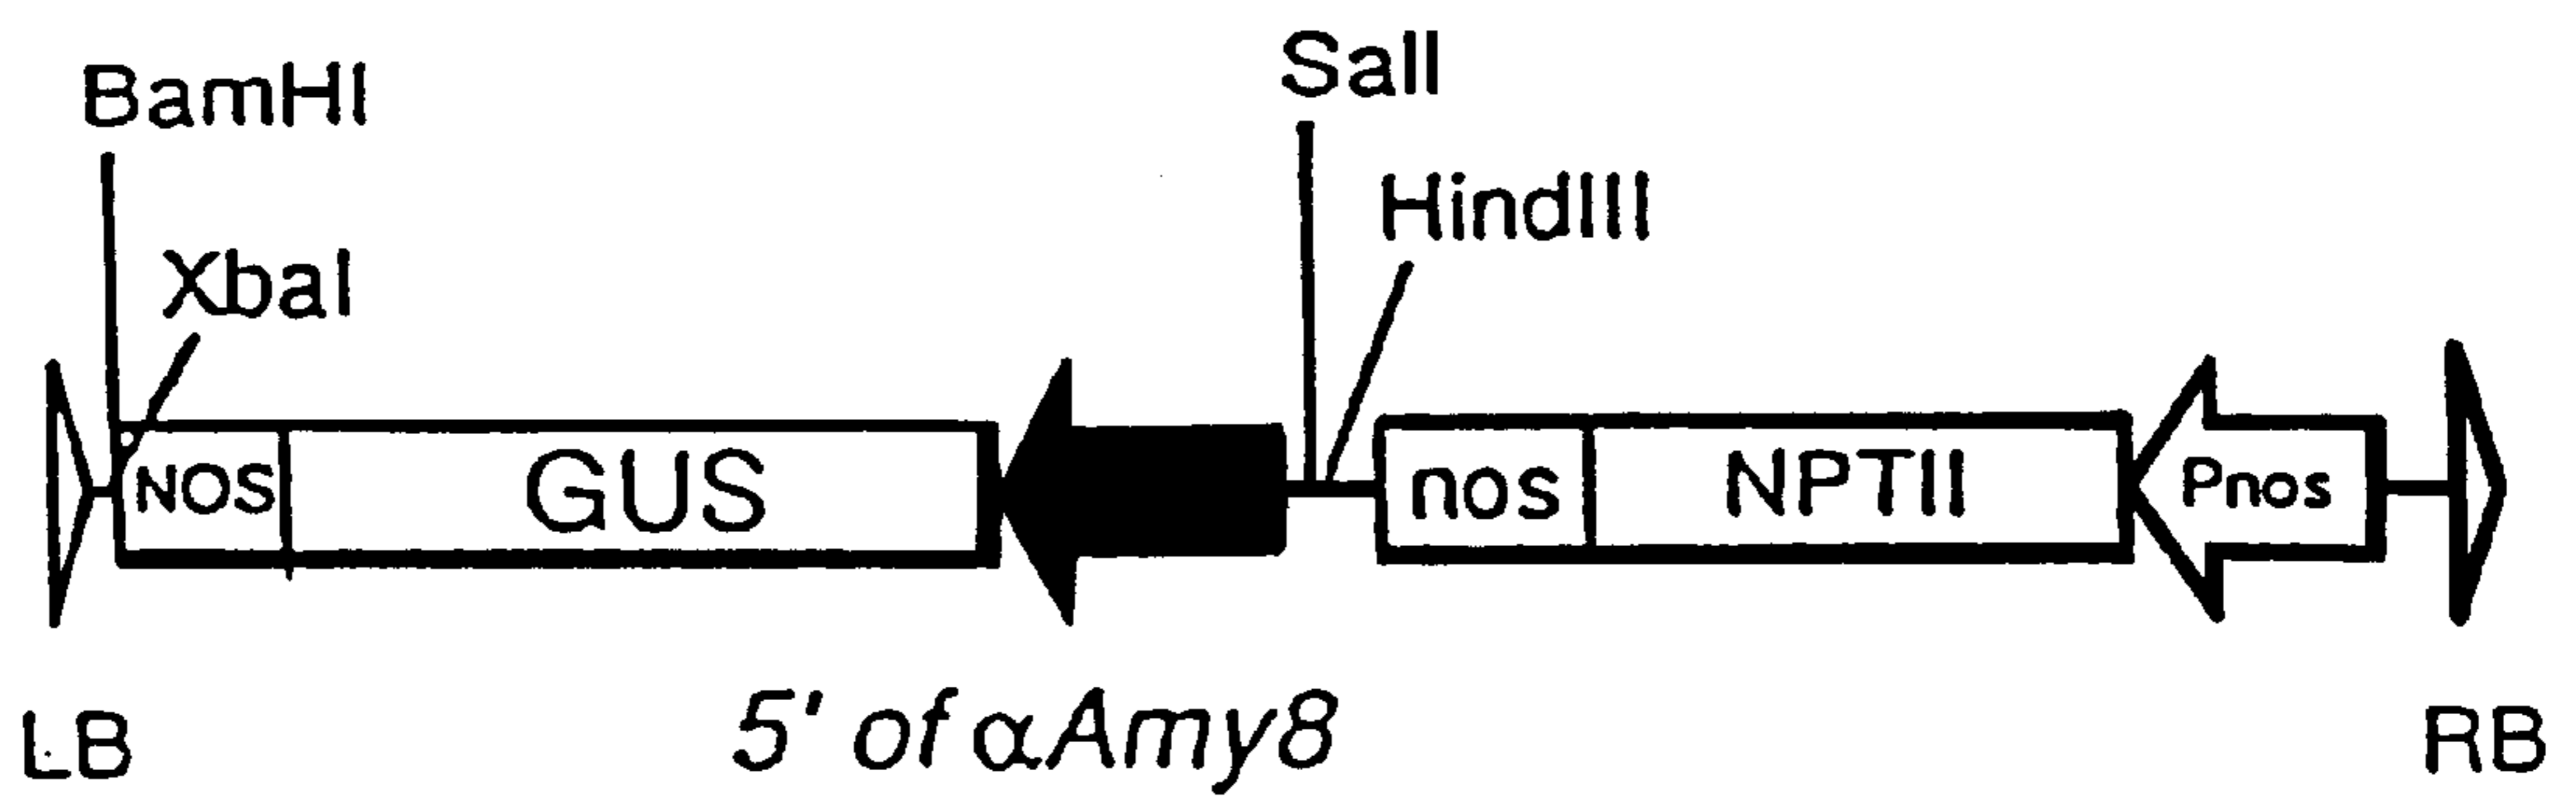 BamHI
XbaI
SalI
HindIII
NOS
GUS
nos
NPTII
Pnos
LB
5' of αAmy8
RB